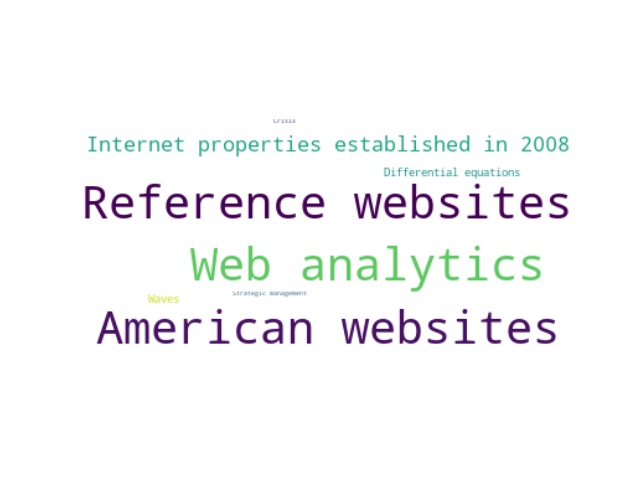 Crisis
Internet properties established in 2008
Differential equations
Reference websites
Web analytics
Strategic management
Waves
American websites